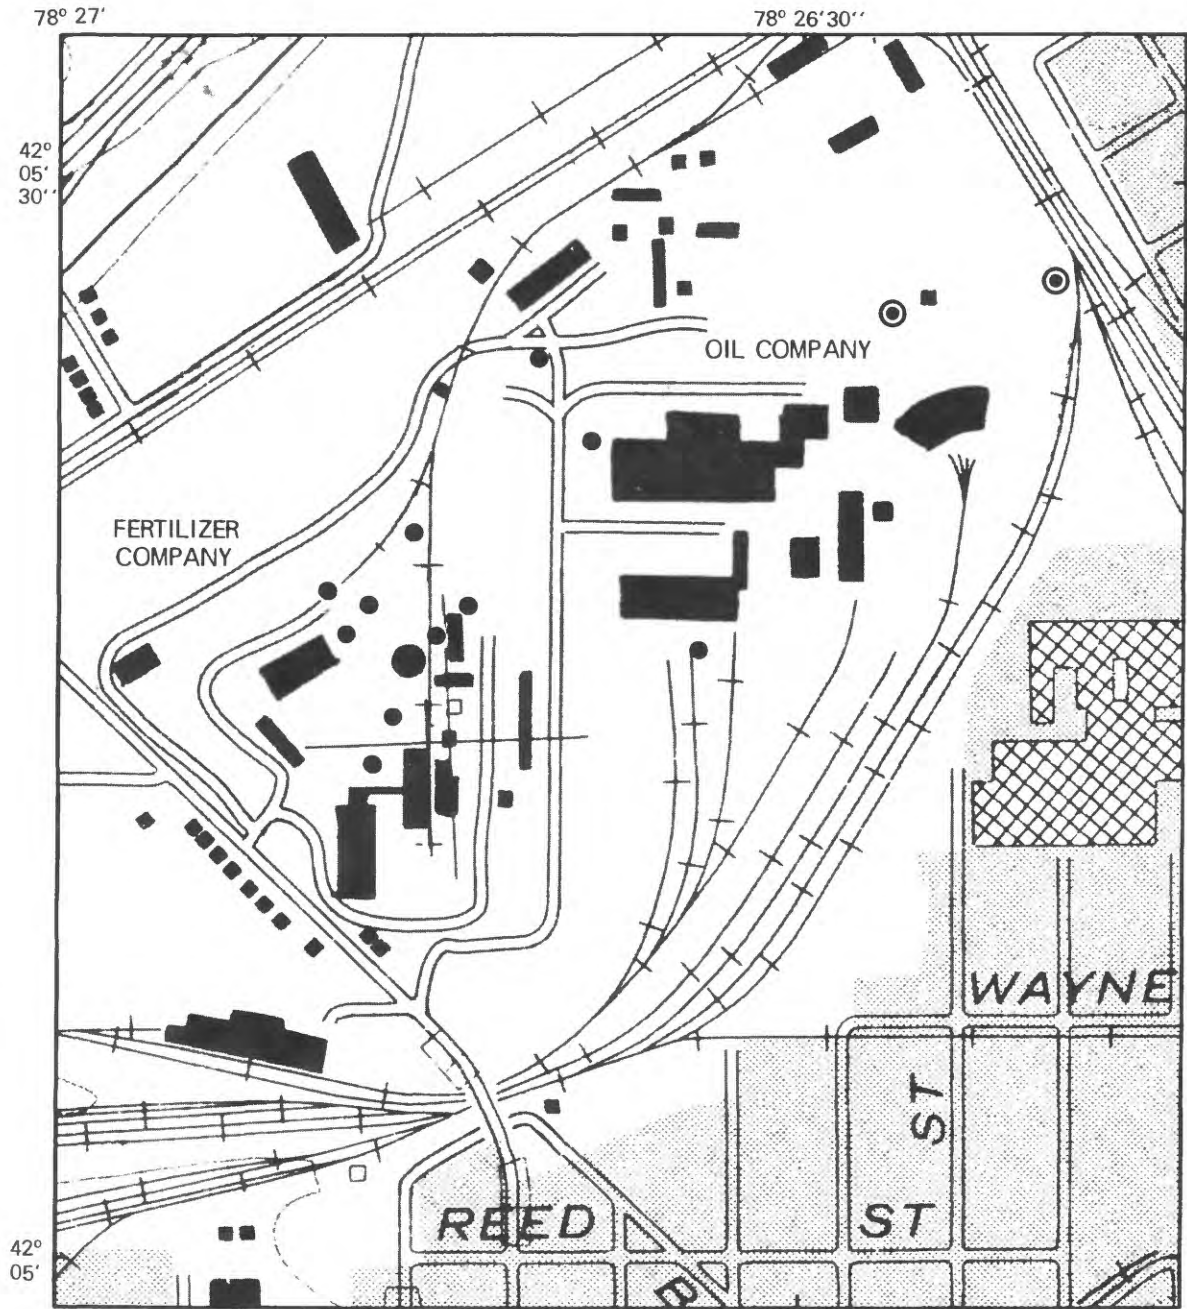 78° 27'
78° 26'30''
42°
05'
30''
OIL COMPANY
FERTILIZER
COMPANY
WAYNE
ST
REED
ST
B
42°
05'